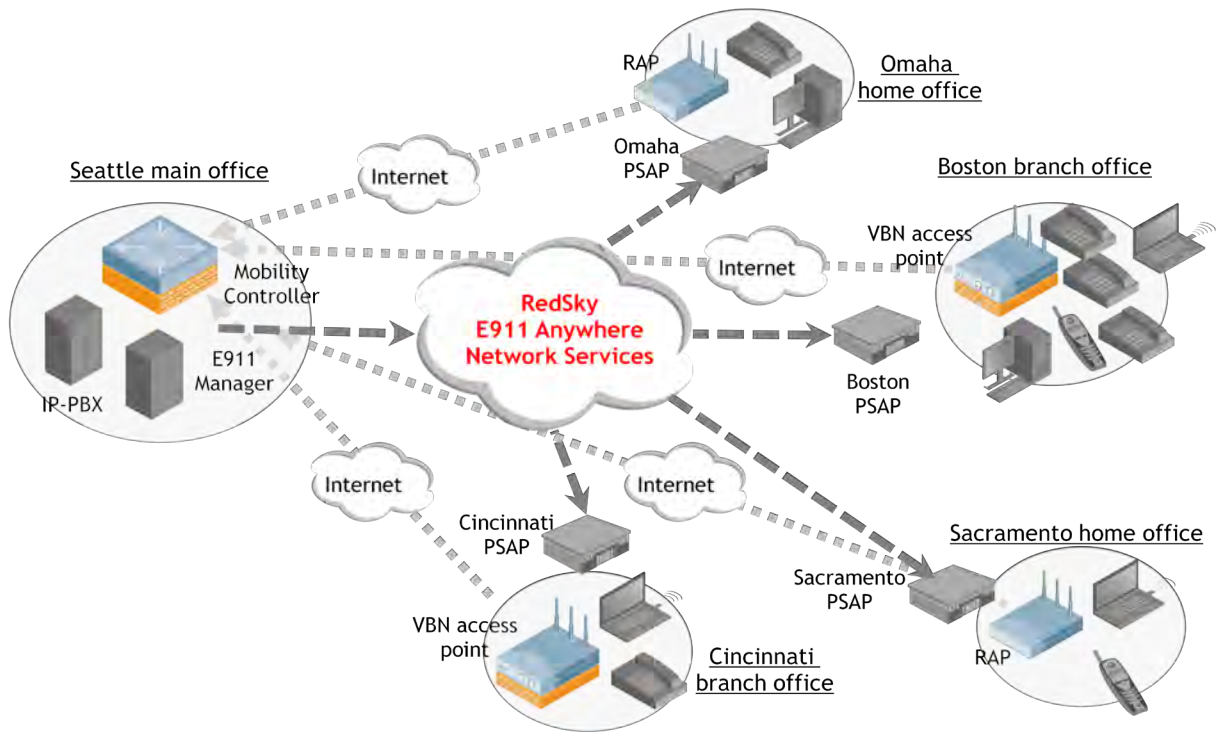 RAP
Omaha
home office
Omaha
PSAP
Internet
Seattle main office
Mobility
Controller
E911
Manager
IP-PBX
RedSky
E911 Anywhere
Network Services
Internet
Boston branch office
VBN access
point
Boston
PSAP
Internet
Internet
Cincinnati
PSAP
VBN access
point
Cincinnati
branch office
Sacramento home office
Sacramento
PSAP
RAP